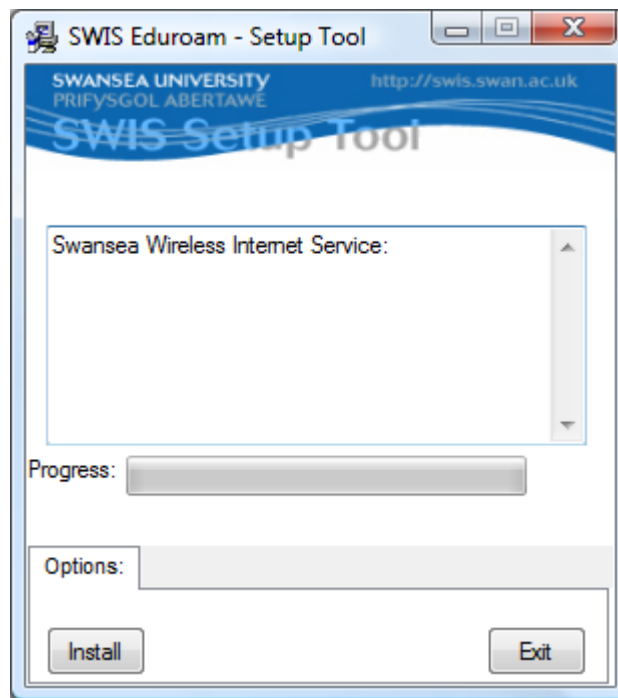 SWIS Eduroam - Setup Tool
SWANSEA UNIVERSITY http://swis.swan.ac.uk
PRIFYSGOL ABERTAWE
SWIS Setup Tool
Swansea Wireless Internet Service:
Progress:
Options:
Install Exit